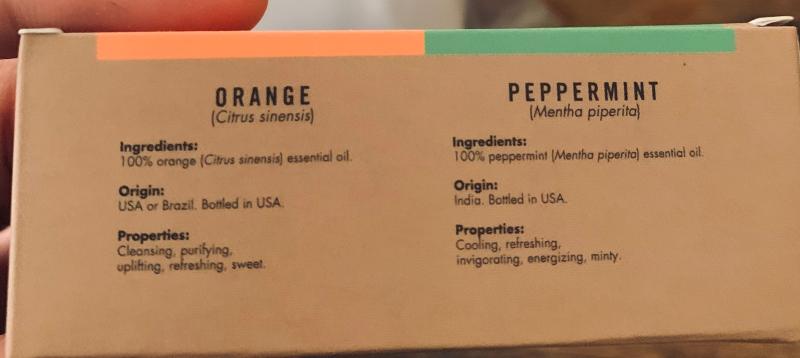 ORANGE
(Citrus sinensis)
Ingredients:
100% orange (Citrus sinensis) essential oil.
Origin:
USA or Brazil. Bottled in USA.
Properties:
Cleansing, purifying,
uplifting, refreshing, sweet.
PEPPERMINT
(Mentha piperita)
Ingredients:
100% peppermint (Mentha piperita) essential oil.
Origin:
India. Bottled in USA.
Properties:
Cooling, refreshing,
invigorating, energizing, minty.